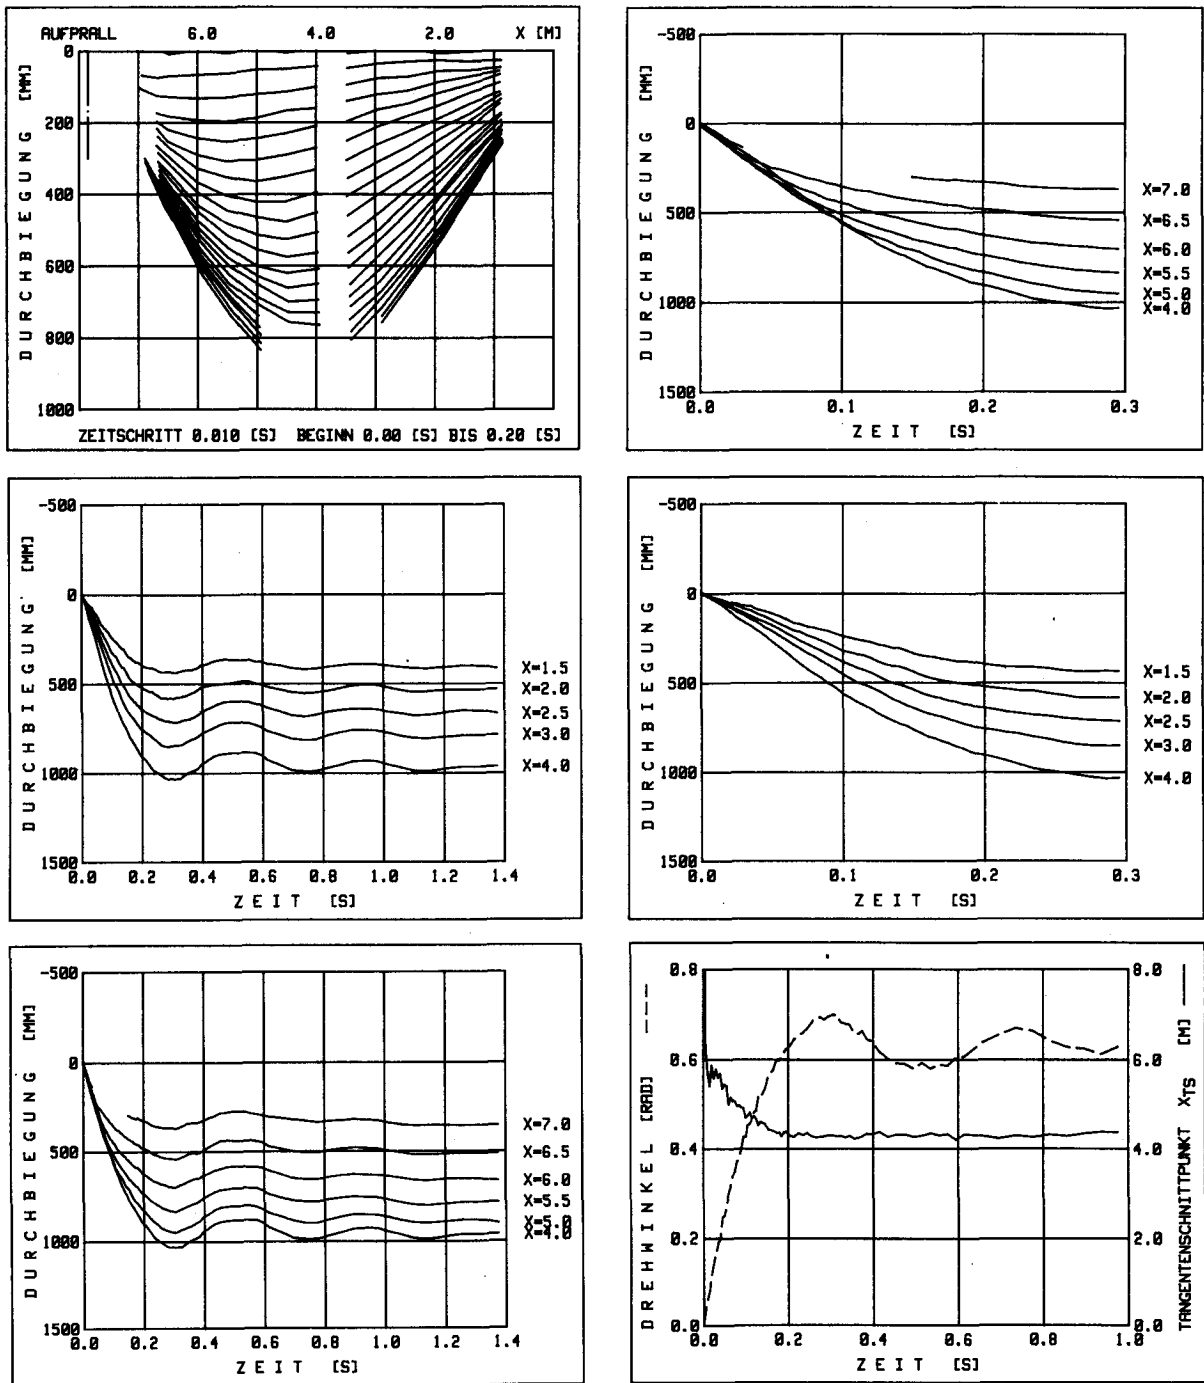 AUFPRALL 6.0 4.0 2.0 X [M]
0
200
400
600
800
1000
DURCHBIEGUNG [MM]
ZEITSCHRITT 0.010 [S] BEGINN 0.00 [S] BIS 0.20 [S]
-500
0
500
1000
1500
DURCHBIEGUNG [MM]
X=7.0
X=6.5
X=6.0
X=5.5
X=5.0
X=4.0
0.0 0.1 0.2 0.3
ZEIT [S]
-500
0
500
1000
1500
DURCHBIEGUNG [MM]
X=1.5
X=2.0
X=2.5
X=3.0
X=4.0
0.0 0.2 0.4 0.6 0.8 1.0 1.2 1.4
ZEIT [S]
-500
0
500
1000
1500
DURCHBIEGUNG [MM]
X=1.5
X=2.0
X=2.5
X=3.0
X=4.0
0.0 0.1 0.2 0.3
ZEIT [S]
-500
0
500
1000
1500
DURCHBIEGUNG [MM]
X=7.0
X=6.5
X=6.0
X=5.5
X=5.0
X=4.0
0.0 0.2 0.4 0.6 0.8 1.0 1.2 1.4
ZEIT [S]
0.8
0.6
0.4
0.2
0.0
DREHWINKEL [RAD]
8.0
6.0
4.0
2.0
0.0
TANGENTENSCHNITTPUNKT XTS [M]
0.0 0.2 0.4 0.6 0.8 1.0
ZEIT [S]